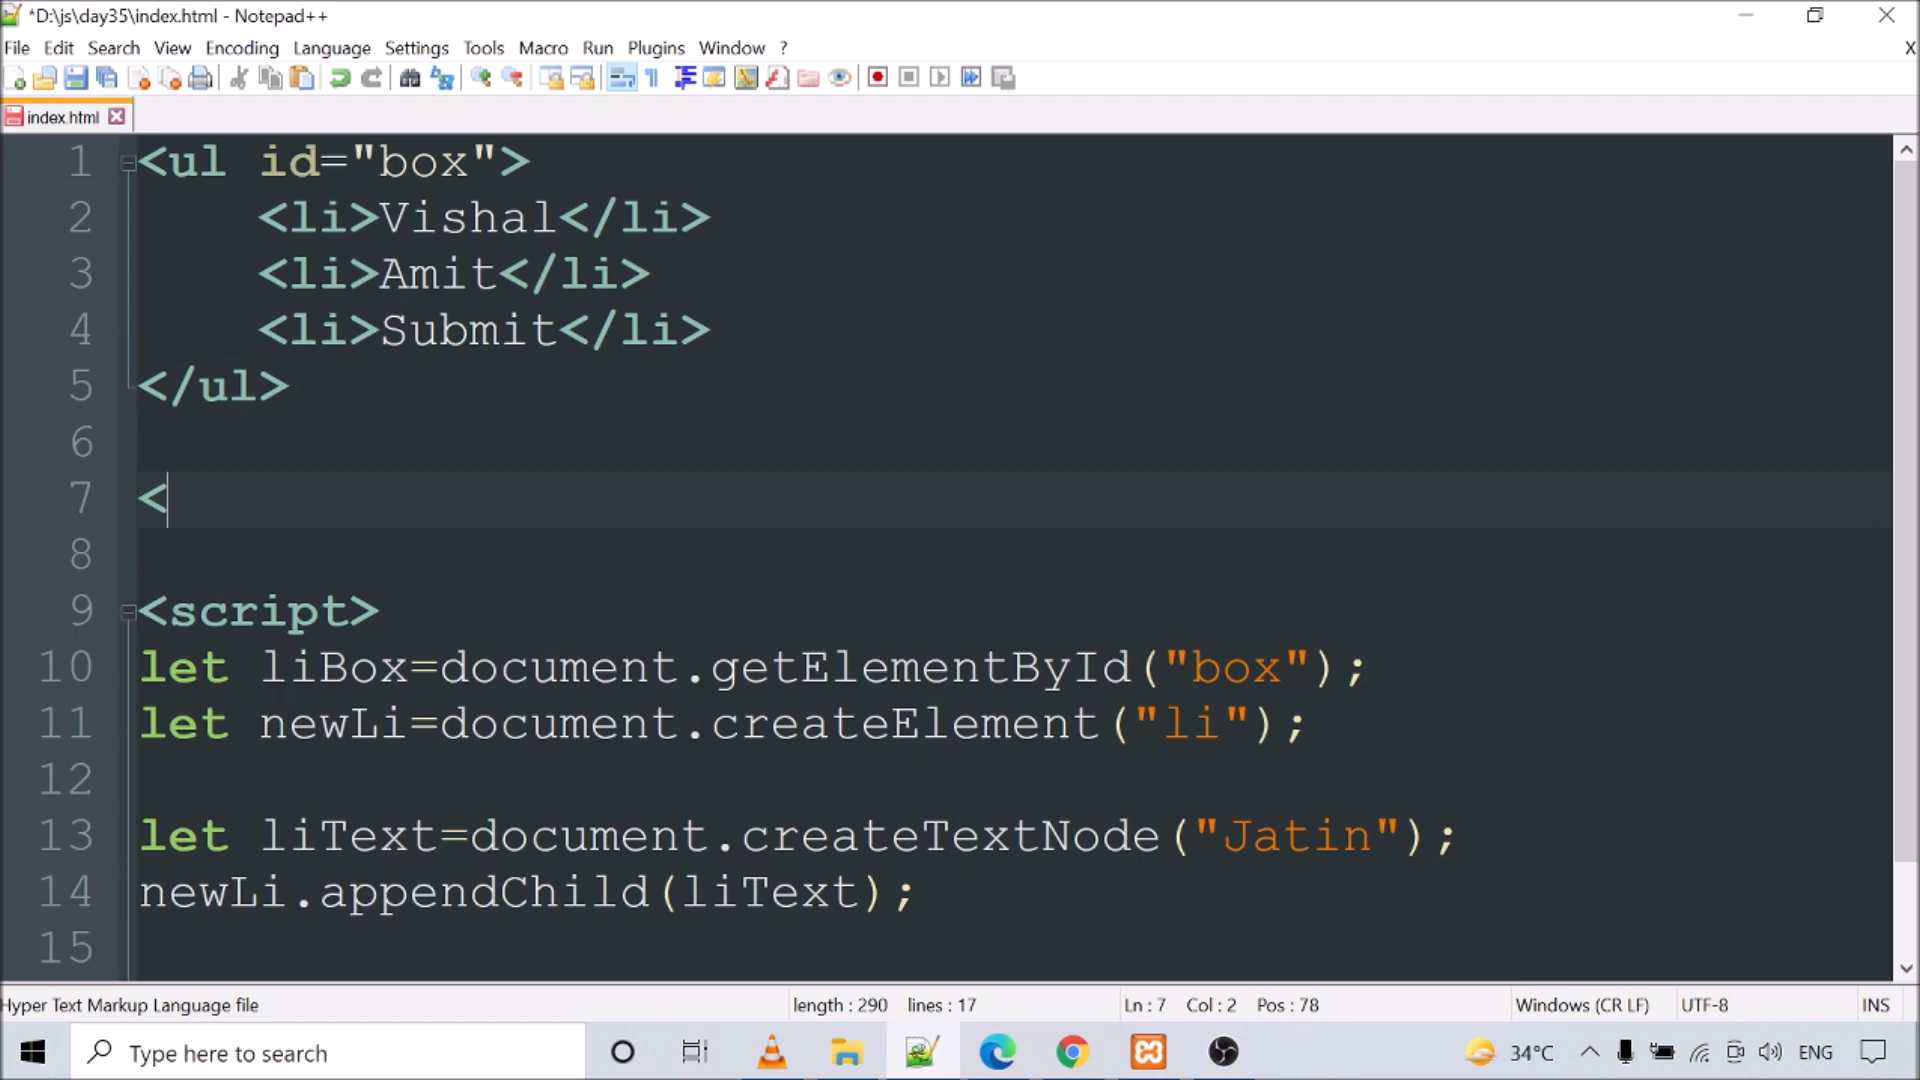 *D:\js\day35\index.html - Notepad++
File Edit Search View Encoding Language Settings Tools Macro Run Plugins Window ? X
index.html
1 <ul id="box">
2 <li>Vishal</li>
3 <li>Amit</li>
4 <li>Submit</li>
5 </ul>
6
7 <
8
9 <script>
10 let liBox=document.getElementById("box");
11 let newLi=document.createElement("li");
12
13 let liText=document.createTextNode("Jatin");
14 newLi.appendChild(liText);
15
Hyper Text Markup Language file length : 290 lines : 17 Ln : 7 Col : 2 Pos : 78 Windows (CR LF) UTF-8 INS
Type here to search 34°C ENG